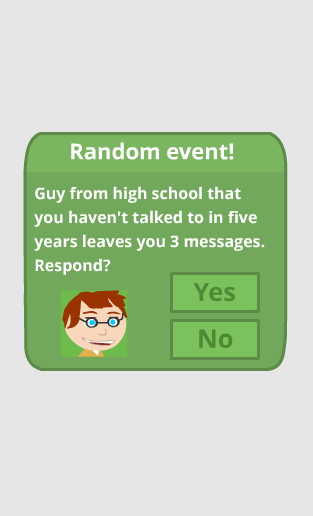 Random event!
Guy from high school that
you haven't talked to in five
years leaves you 3 messages.
Respond?
Yes
No